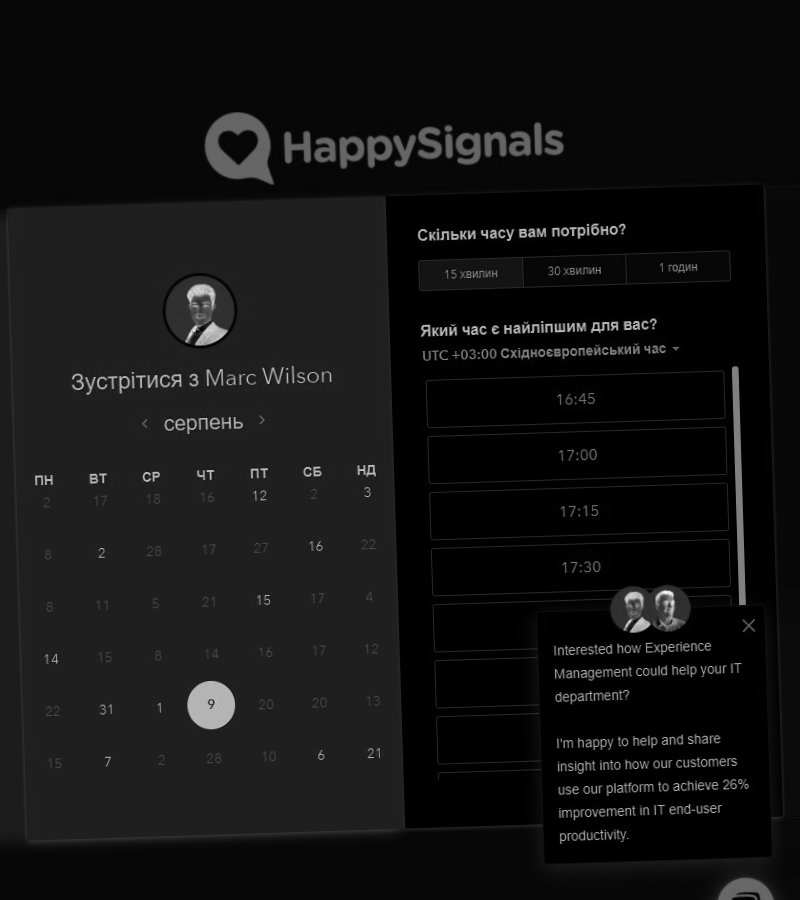 HappySignals
Зустрітися з Marc Wilson
серпень
ПН ВТ СР ЧТ ПТ СБ НД
2 17 18 16 12 2 3
8 2 28 17 27 16 22
8 11 5 21 15 17 4
14 15 8 14 16 17 12
22 31 1 9 20 20 13
15 7 2 28 10 6 21
Скільки часу вам потрібно?
15 хвилин 30 хвилин 1 годин
Який час є найліпшим для вас?
UTC +03:00 Східноєвропейський час
16:45
17:00
17:15
17:30
Interested how Experience
Management could help your IT
department?
I'm happy to help and share
insight into how our customers
use our platform to achieve 26%
improvement in IT end-user
productivity.